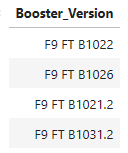 Booster_Version
F9 FT B1022
F9 FT B1026
F9 FT B1021.2
F9 FT B1031.2